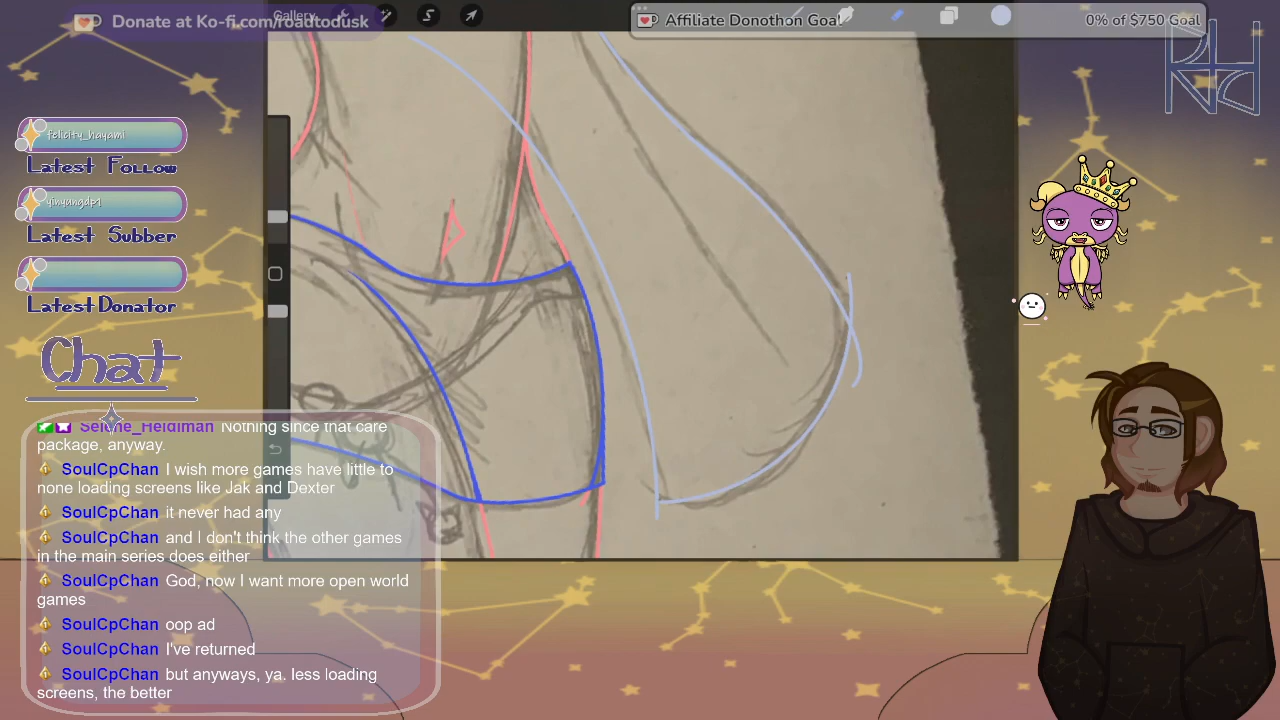 Donate at Ko-fi.com/roadtodusk
Gallery
Affiliate Donothon Goal
0% of $750 Goal
felicity_hayami
Latest Follow
yinyangdp1
Latest Subber
Latest Donator
Chat
Selene_Heldiman Nothing since that care
package, anyway.
SoulCpChan I wish more games have little to
none loading screens like Jak and Dexter
SoulCpChan it never had any
SoulCpChan and I don't think the other games
in the main series does either
SoulCpChan God, now I want more open world
games
SoulCpChan oop ad
SoulCpChan I've returned
SoulCpChan but anyways, ya. less loading
screens, the better